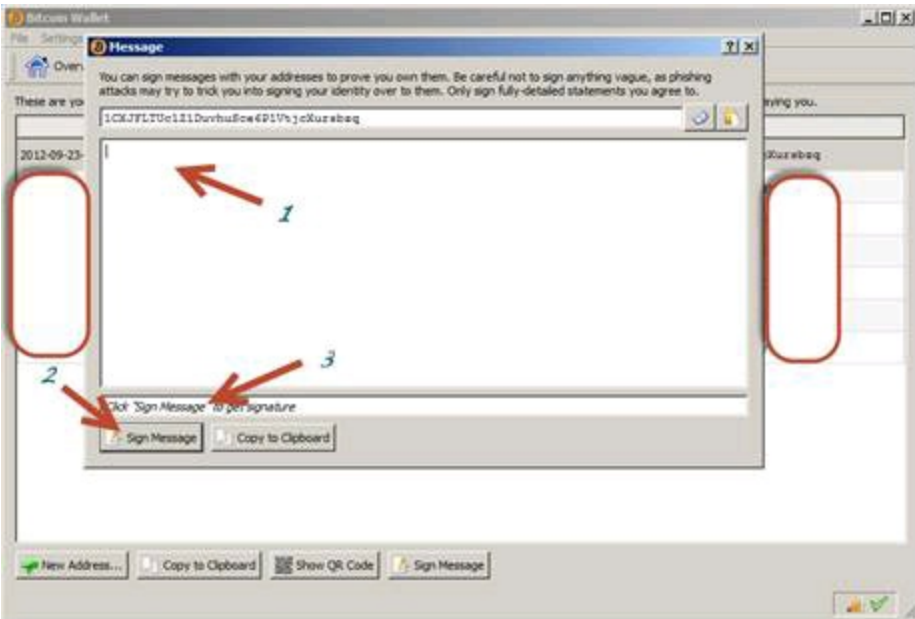 Bitcoin Wallet
File Settings
Message
Over
You can sign messages with your addresses to prove you own them. Be careful not to sign anything vague, as phishing
attacks may try to trick you into signing your identity over to them. Only sign fully-detailed statements you agree to.
These are yo
aying you.
2012-09-23-
1
2
3
Click "Sign Message" to get signature
Sign Message
Copy to Clipboard
New Address...
Copy to Clipboard
Show QR Code
Sign Message